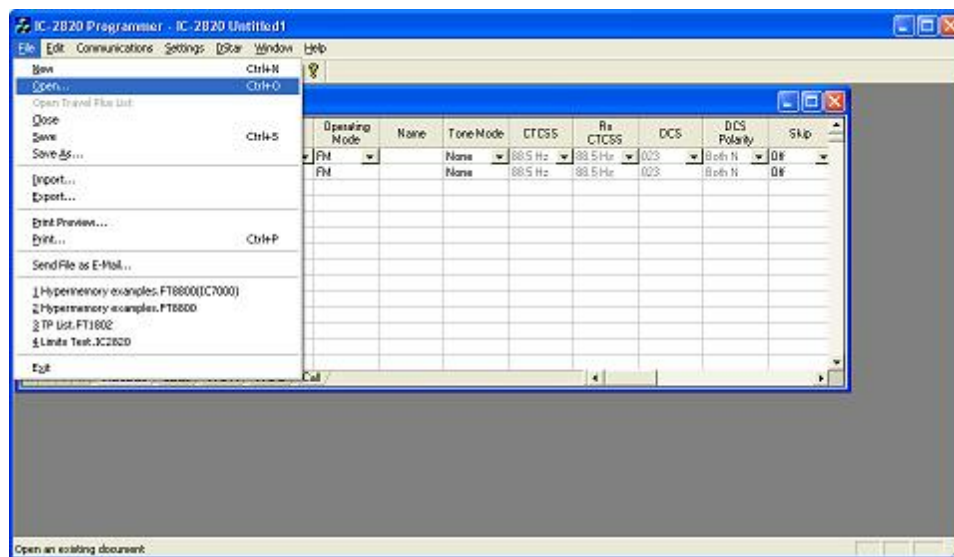 IC-2820 Programmer - IC-2820 Untitled1
File Edit Communications Settings DStar Window Help
New Ctrl+N
Open... Ctrl+O
Open Travel Plus List
Close
Save Ctrl+S
Save As...
Import...
Export...
Print Preview...
Print... Ctrl+P
Send File as E-Mail...
1 Hypermemory examples.FT8800(IC7000)
2 Hypermemory examples.FT8800
3 TP List.FT1802
4 Limits Test.IC2820
Exit
Operating Mode Name Tone Mode CTCSS Rx CTCSS DCS DCS Polarity Skip
FM None 88.5 Hz 88.5 Hz 023 Both N Off
FM None 88.5 Hz 88.5 Hz 023 Both N Off
Call
Open an existing document